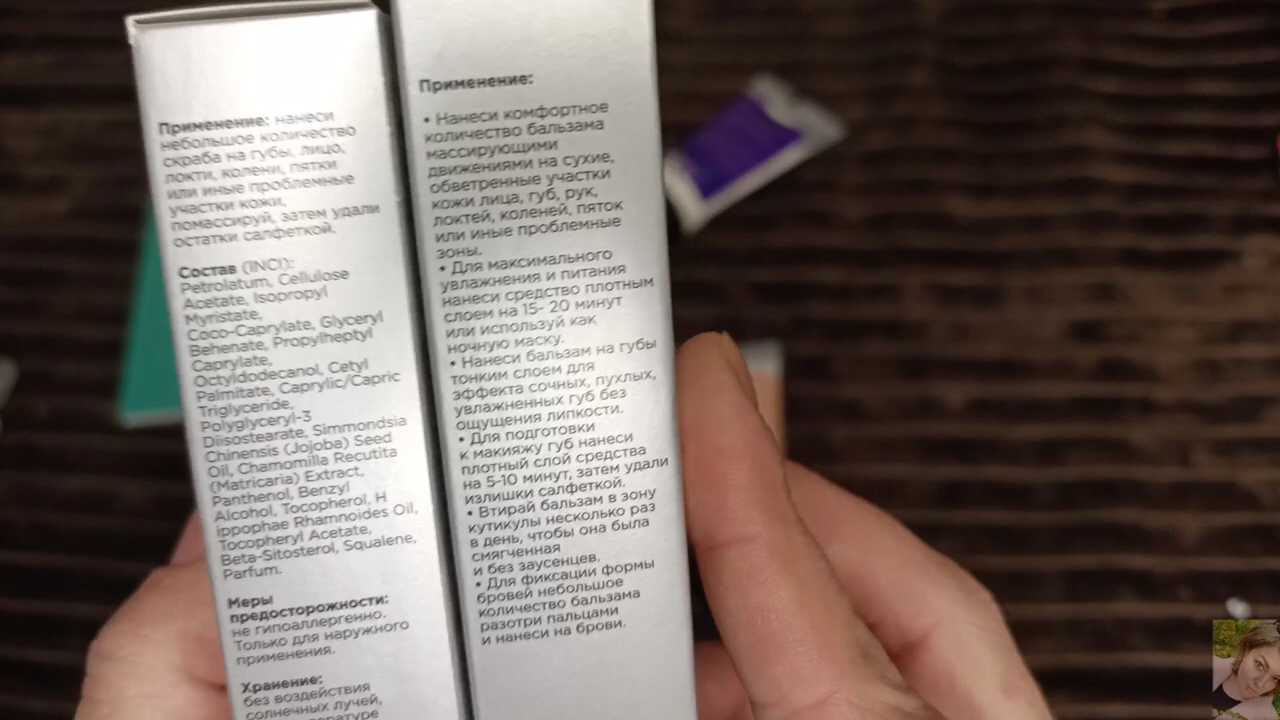 Применение: нанеси
небольшое количество
скраба на губы, лицо,
локти, колени, пятки
или иные проблемные
участки кожи,
помассируй, затем удали
остатки салфеткой.
Состав (INCI):
Petrolatum, Cellulose
Acetate, Isopropyl
Myristate,
Coco-Caprylate, Glyceryl
Behenate, Propylheptyl
Caprylate,
Octyldodecanol, Cetyl
Palmitate, Caprylic/Capric
Triglyceride,
Polyglyceryl-3
Diisostearate, Simmondsia
Chinensis (Jojoba) Seed
Oil, Chamomilla Recutita
(Matricaria) Extract,
Panthenol, Benzyl
Alcohol, Tocopherol, H
ippophae Rhamnoides Oil,
Tocopheryl Acetate,
Beta-Sitosterol, Squalene,
Parfum.
Меры
предосторожности:
не гипоаллергенно.
Только для наружного
применения.
Хранение:
без воздействия
солнечных лучей,
Применение:
• Нанеси комфортное
количество бальзама
массирующими
движениями на сухие,
обветренные участки
кожи лица, губ, рук,
локтей, коленей, пяток
или иные проблемные
зоны.
• Для максимального
увлажнения и питания
нанеси средство плотным
слоем на 15- 20 минут
или используй как
ночную маску.
• Нанеси бальзам на губы
тонким слоем для
эффекта сочных, пухлых,
увлажненных губ без
ощущения липкости.
• Для подготовки
к макияжу губ нанеси
плотный слой средства
на 5-10 минут, затем удали
излишки салфеткой.
• Втирай бальзам в зону
кутикулы несколько раз
в день, чтобы она была
смягченная
и без заусенцев.
• Для фиксации формы
бровей небольшое
количество бальзама
разотри пальцами
и нанеси на брови.